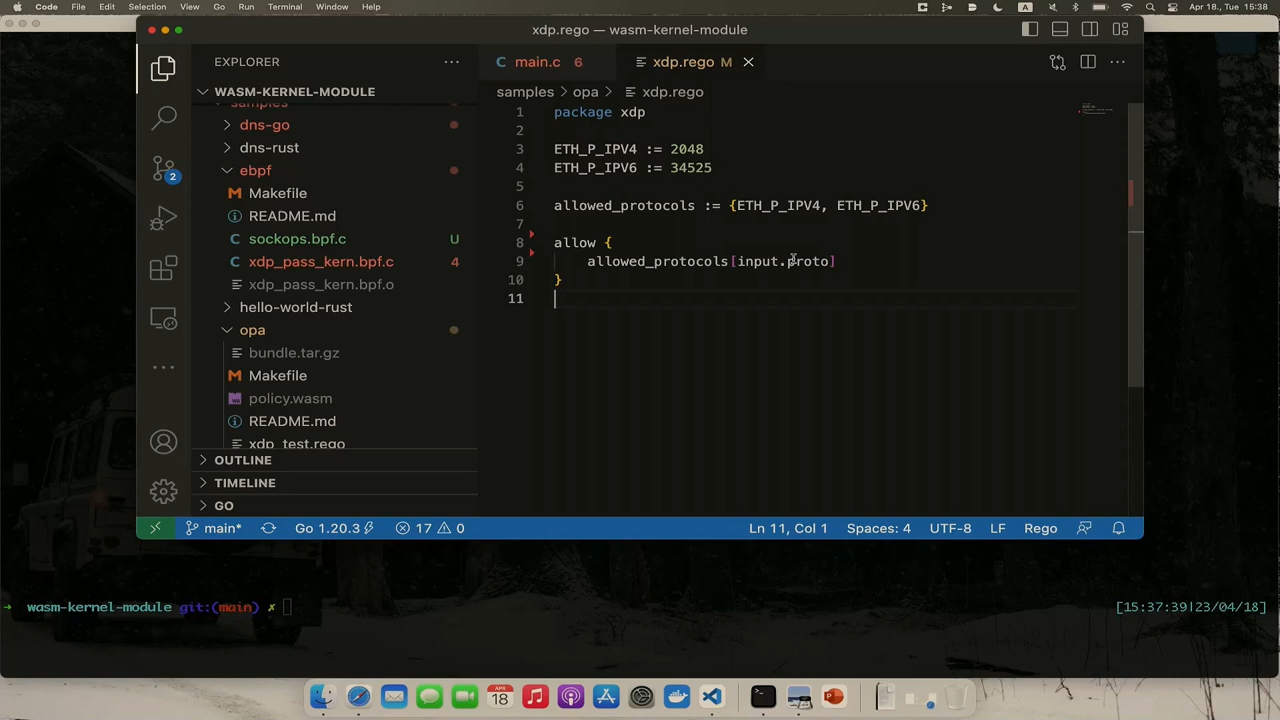 Code File Edit Selection View Go Run Terminal Window Help A Apr 18., Tue 15:38
xdp.rego — wasm-kernel-module
EXPLORER
main.c 6
xdp.rego M
WASM-KERNEL-MODULE
samples
samples > opa > xdp.rego
dns-go
dns-rust
ebpf
Makefile
README.md
sockops.bpf.c U
xdp_pass_kern.bpf.c 4
xdp_pass_kern.bpf.o
hello-world-rust
opa
bundle.tar.gz
Makefile
policy.wasm
README.md
xdp_test.rego
OUTLINE
TIMELINE
GO
2
1 package xdp
2
3 ETH_P_IPV4 := 2048
4 ETH_P_IPV6 := 34525
5
6 allowed_protocols := {ETH_P_IPV4, ETH_P_IPV6}
7
8 allow {
9 allowed_protocols[input.proto]
10 }
11
main* Go 1.20.3 17 0 Ln 11, Col 1 Spaces: 4 UTF-8 LF Rego
→ wasm-kernel-module git:(main) ✗ [15:37:39|23/04/18]
APR
18